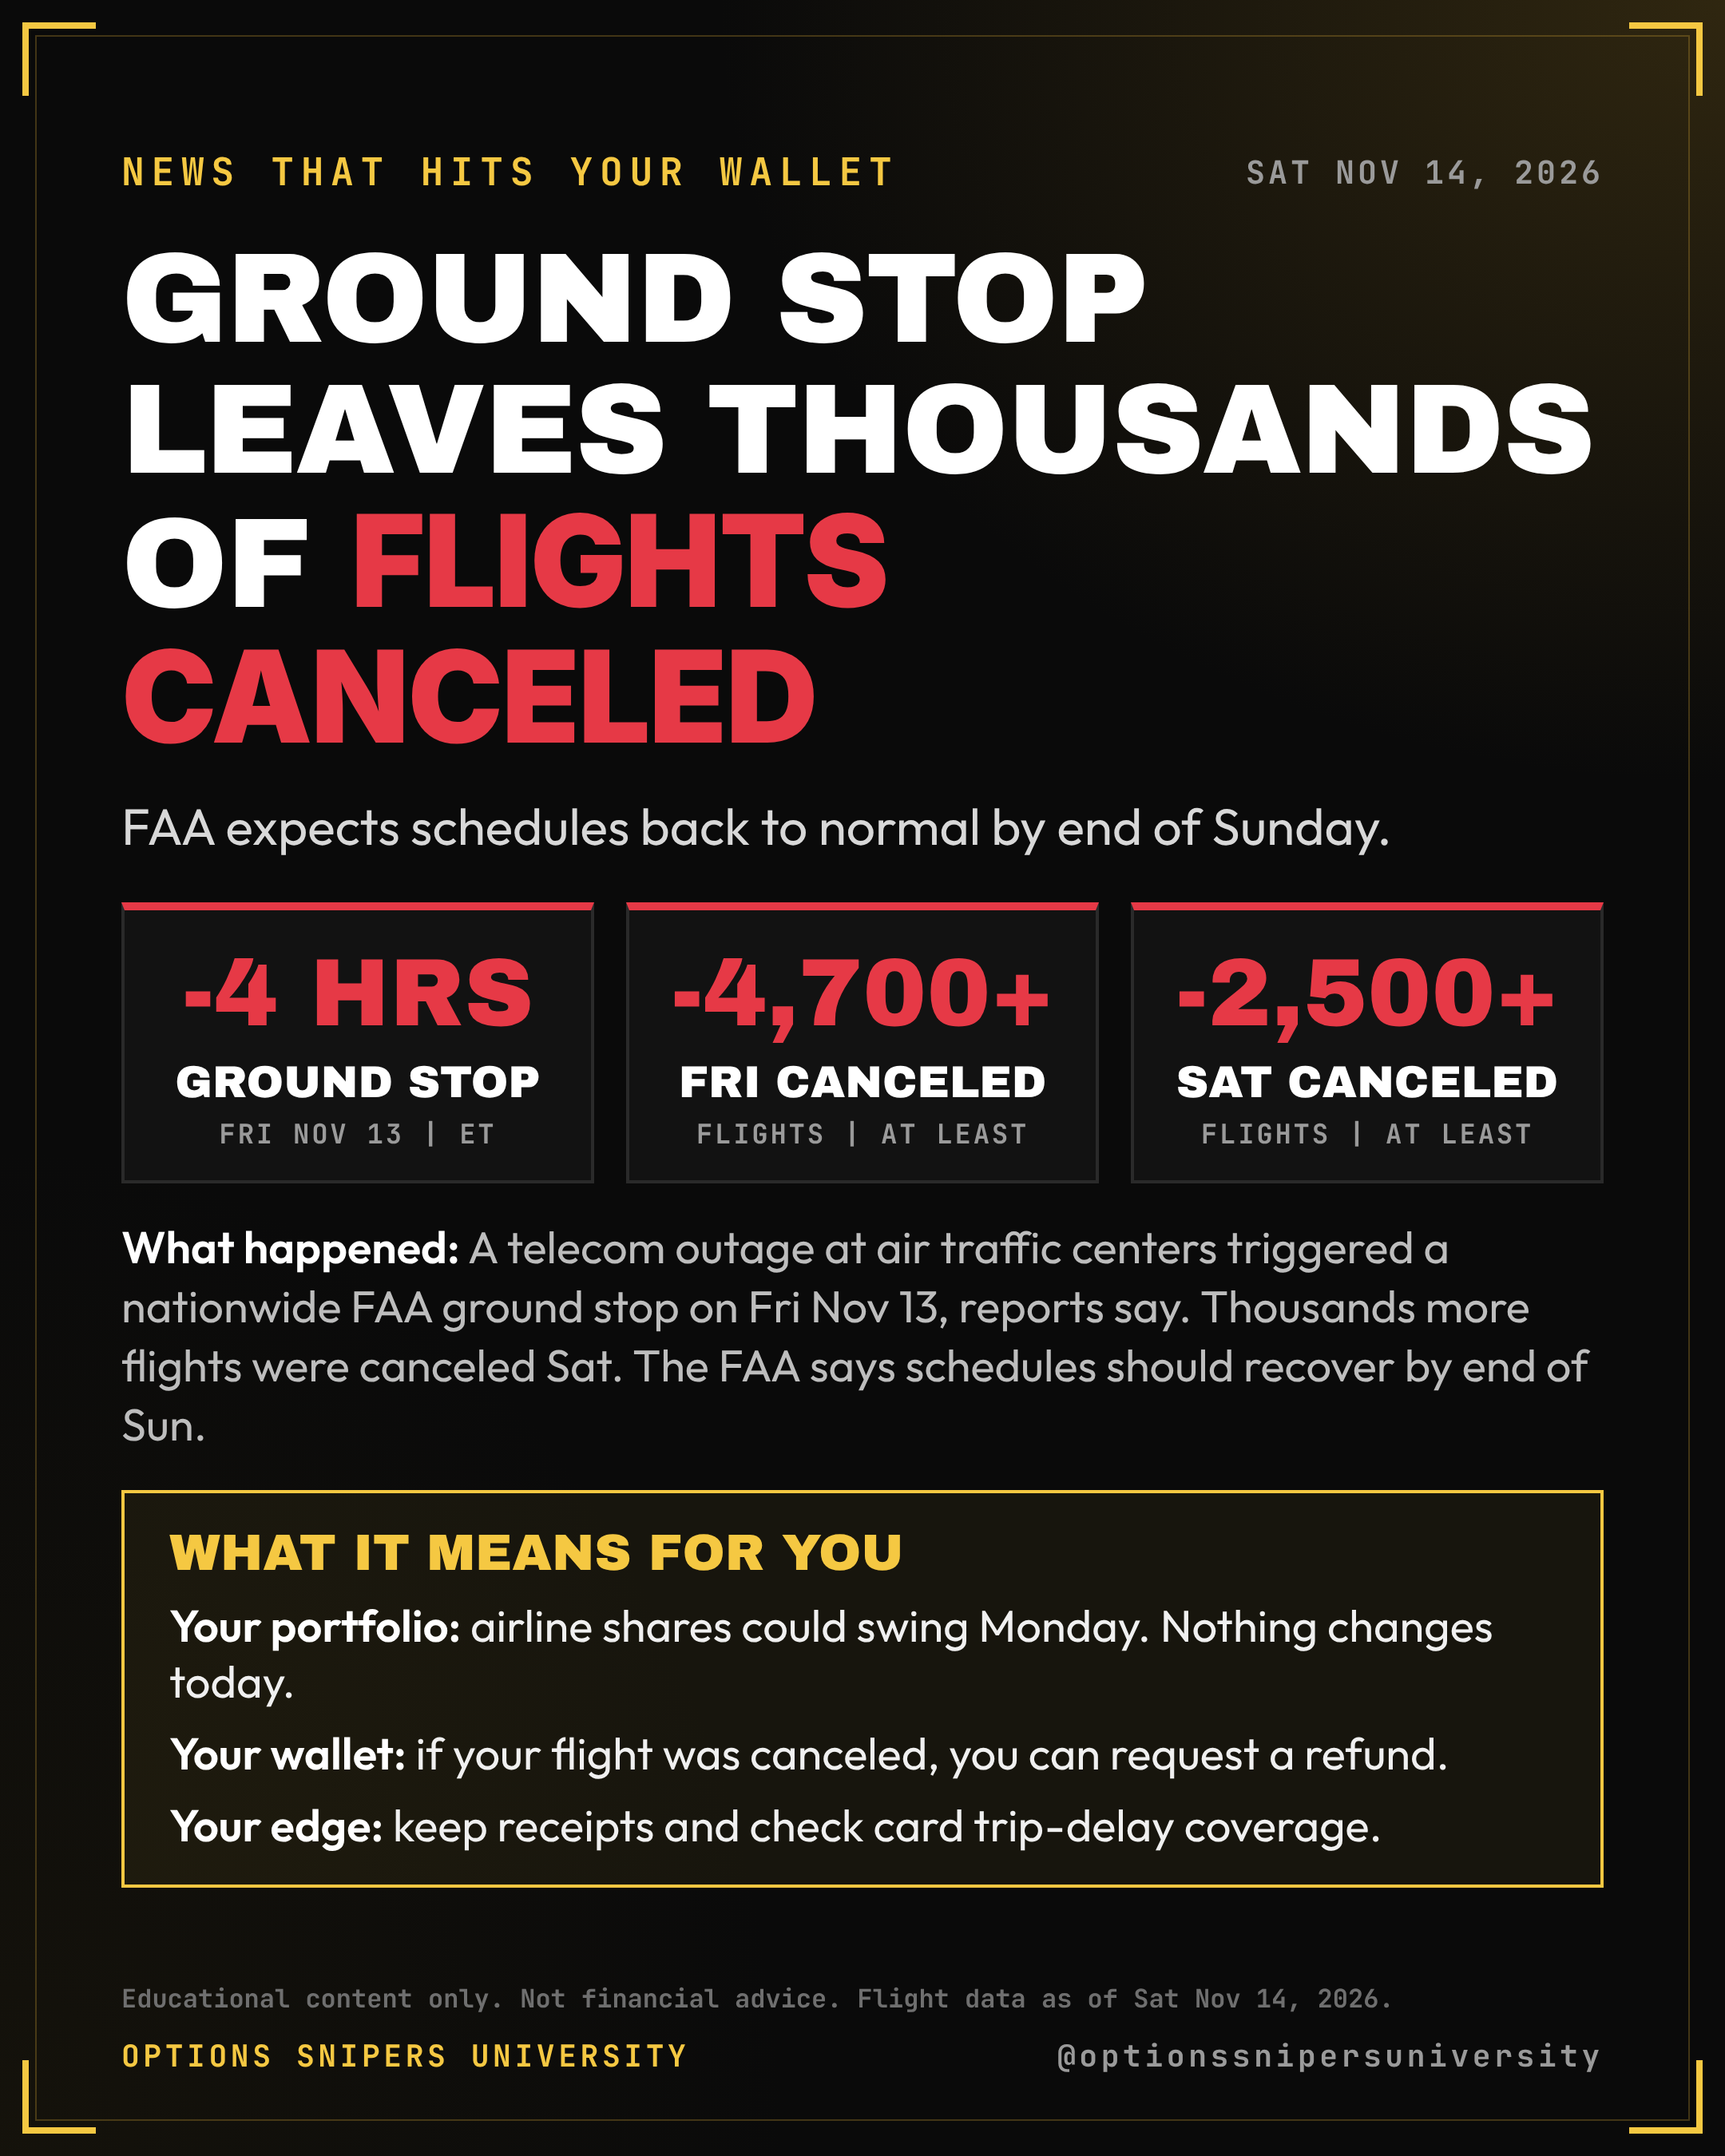 NEWS THAT HITS YOUR WALLET
SAT NOV 14, 2026
GROUND STOP
LEAVES THOUSANDS
OF FLIGHTS
CANCELED
FAA expects schedules back to normal by end of Sunday.
-4 HRS
GROUND STOP
FRI NOV 13 | ET
-4,700+
FRI CANCELED
FLIGHTS | AT LEAST
-2,500+
SAT CANCELED
FLIGHTS | AT LEAST
What happened: A telecom outage at air traffic centers triggered a
nationwide FAA ground stop on Fri Nov 13, reports say. Thousands more
flights were canceled Sat. The FAA says schedules should recover by end of
Sun.
WHAT IT MEANS FOR YOU
Your portfolio: airline shares could swing Monday. Nothing changes
today.
Your wallet: if your flight was canceled, you can request a refund.
Your edge: keep receipts and check card trip-delay coverage.
Educational content only. Not financial advice. Flight data as of Sat Nov 14, 2026.
OPTIONS SNIPERS UNIVERSITY
@optionssnipersuniversity